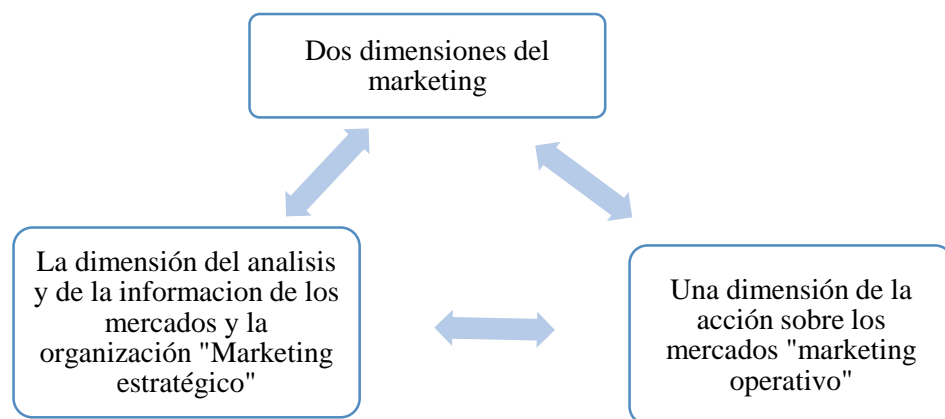 Dos dimensiones del
marketing
La dimensión del analisis
y de la informacion de los
mercados y la
organización "Marketing
estratégico"
Una dimensión de la
acción sobre los
mercados "marketing
operativo"